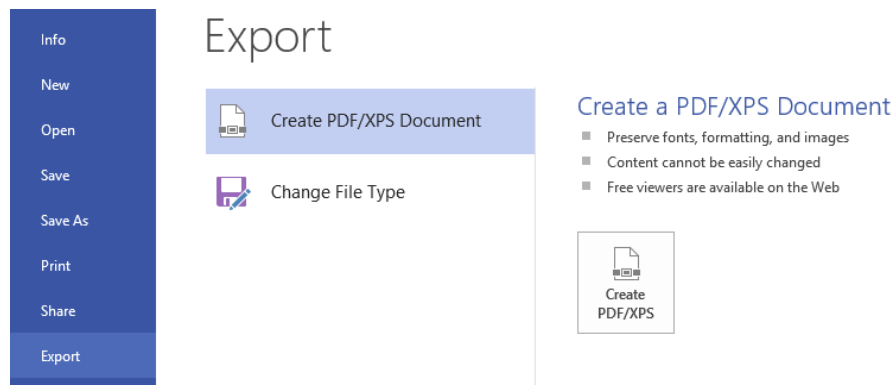 Info
New
Open
Save
Save As
Print
Share
Export
Export
Create PDF/XPS Document
Change File Type
Create a PDF/XPS Document
Preserve fonts, formatting, and images
Content cannot be easily changed
Free viewers are available on the Web
Create
PDF/XPS